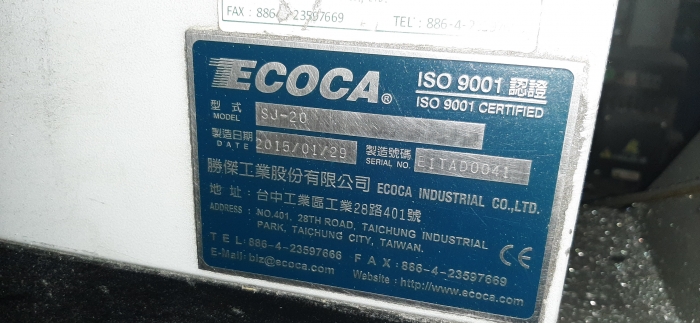 FAX : 886-4-23597669 TEL : 886-4-2359
ECOCA® ISO 9001 認證
ISO 9001 CERTIFIED
型式 SJ-20
MODEL
製造日期 2015/01/29 製造號碼 E1TAD0041
DATE SERIAL NO.
勝傑工業股份有限公司 ECOCA INDUSTRIAL CO.,LTD.
地址：台中工業區工業28路401號
ADDRESS : NO.401, 28TH ROAD, TAICHUNG INDUSTRIAL
PARK, TAICHUNG CITY, TAIWAN.
TEL:886-4-23597666 FAX:886-4-23597669
E-Mail: biz@ecoca.com Website : http://www.ecoca.com
CE